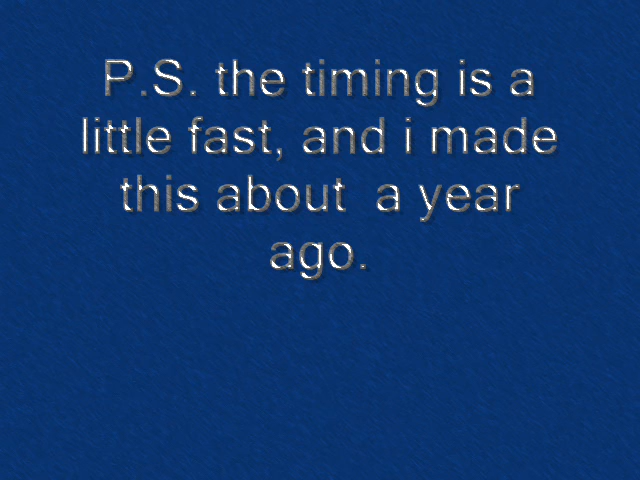 P.S. the timing is a
little fast, and i made
this about  a year
ago.